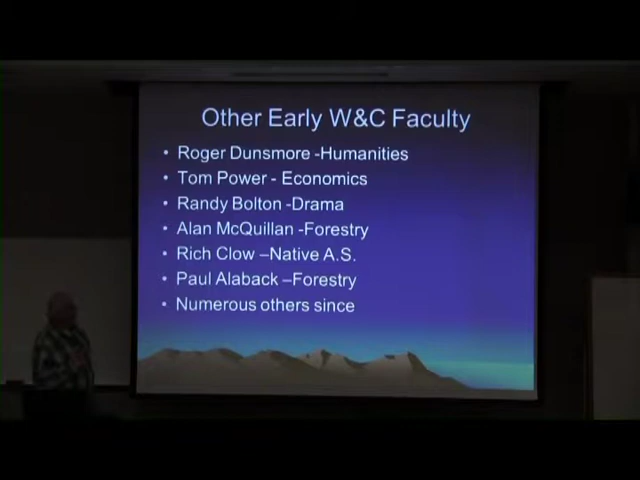 Other Early W&C Faculty
• Roger Dunsmore -Humanities
• Tom Power - Economics
• Randy Bolton -Drama
• Alan McQuillan -Forestry
• Rich Clow –Native A.S.
• Paul Alaback –Forestry
• Numerous others since